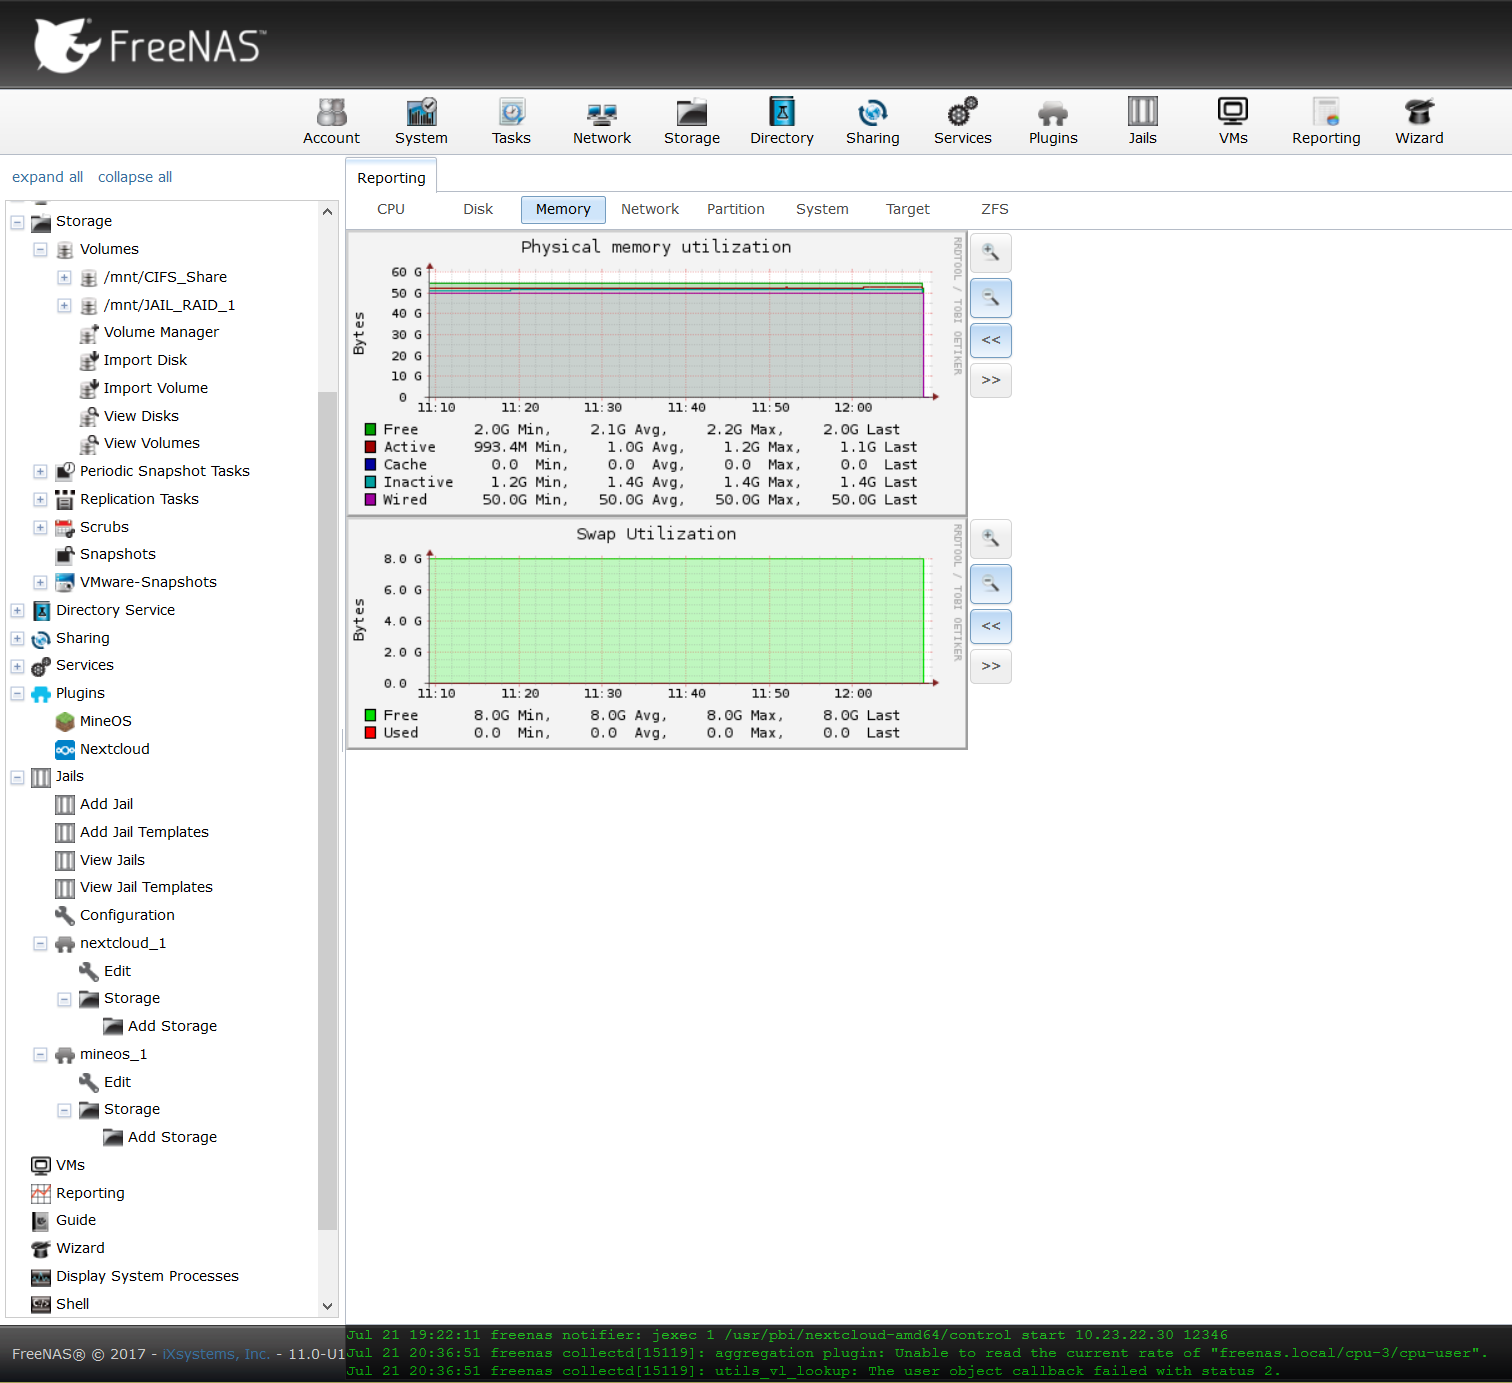 FreeNAS™
Account System Tasks Network Storage Directory Sharing Services Plugins Jails VMs Reporting Wizard
expand all collapse all
Storage
Volumes
/mnt/CIFS_Share
/mnt/JAIL_RAID_1
Volume Manager
Import Disk
Import Volume
View Disks
View Volumes
Periodic Snapshot Tasks
Replication Tasks
Scrubs
Snapshots
VMware-Snapshots
Directory Service
Sharing
Services
Plugins
MineOS
Nextcloud
Jails
Add Jail
Add Jail Templates
View Jails
View Jail Templates
Configuration
nextcloud_1
Edit
Storage
Add Storage
mineos_1
Edit
Storage
Add Storage
VMs
Reporting
Guide
Wizard
Display System Processes
Shell
Reporting
CPU Disk Memory Network Partition System Target ZFS
Physical memory utilization
RRDTOOL / TOBI OETIKER
Bytes
60 G
50 G
40 G
30 G
20 G
10 G
0
11:10 11:20 11:30 11:40 11:50 12:00
Free 2.0G Min, 2.1G Avg, 2.2G Max, 2.0G Last
Active 993.4M Min, 1.0G Avg, 1.2G Max, 1.1G Last
Cache 0.0 Min, 0.0 Avg, 0.0 Max, 0.0 Last
Inactive 1.2G Min, 1.4G Avg, 1.4G Max, 1.4G Last
Wired 50.0G Min, 50.0G Avg, 50.0G Max, 50.0G Last
<<
>>
Swap Utilization
RRDTOOL / TOBI OETIKER
Bytes
8.0 G
6.0 G
4.0 G
2.0 G
0.0
11:10 11:20 11:30 11:40 11:50 12:00
Free 8.0G Min, 8.0G Avg, 8.0G Max, 8.0G Last
Used 0.0 Min, 0.0 Avg, 0.0 Max, 0.0 Last
<<
>>
FreeNAS® © 2017 - iXsystems, Inc. - 11.0-U1
Jul 21 19:22:11 freenas notifier: jexec 1 /usr/pbi/nextcloud-amd64/control start 10.23.22.30 12346
Jul 21 20:36:51 freenas collectd[15119]: aggregation plugin: Unable to read the current rate of "freenas.local/cpu-3/cpu-user".
Jul 21 20:36:51 freenas collectd[15119]: utils_vl_lookup: The user object callback failed with status 2.